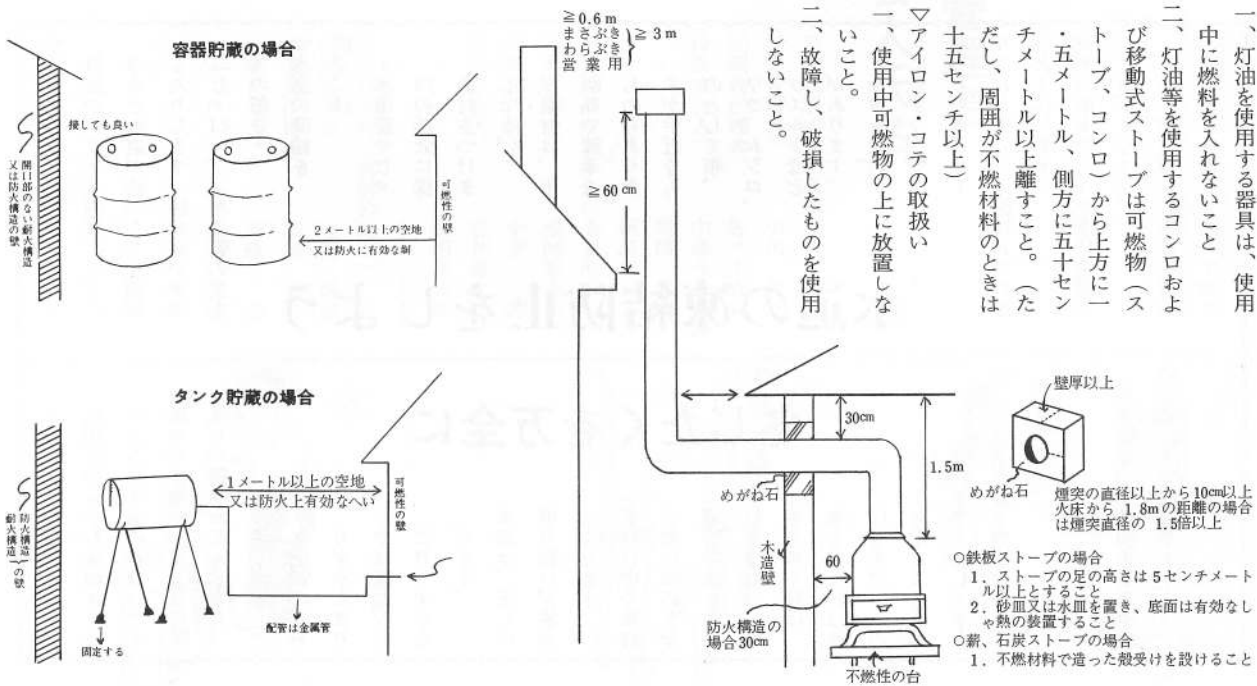 一、灯油を使用する器具は、使用
中に燃料を入れないこと
二、灯油等を使用するコンロおよ
び移動式ストーブは可燃物（ス
トーブ、コンロ）から上方に一
・五メートル、側方に五十セン
チメートル以上離すこと。（た
だし、周囲が不燃材料のときは
十五センチ以上）
▽アイロン・コテの取扱い
一、使用中可燃物の上に放置しな
いこと。
二、故障し、破損したものを使用
しないこと。
≧0.6m
まさぶき
わらぶき
営業用
≧3m
≧60cm
30cm
1.5m
めがね石
木造壁
60
防火構造の
場合30cm
不燃性の台
壁厚以上
めがね石
煙突の直径以上から10cm以上
火床から 1.8mの距離の場合
は煙突直径の 1.5倍以上
○鉄板ストーブの場合
1．ストーブの足の高さは5センチメート
ル以上とすること
2．砂皿又は水皿を置き、底面は有効なし
ゃ熱の装置すること
○薪、石炭ストーブの場合
1．不燃材料で造った殻受けを設けること
容器貯蔵の場合
接しても良い
開口部のない耐火構造
又は防火構造の壁
可燃性の壁
2メートル以上の空地
又は防火に有効な塀
タンク貯蔵の場合
1メートル以上の空地
又は防火上有効なへい
可燃性の壁
防火構造
耐火構造
の壁
配管は金属管
固定する